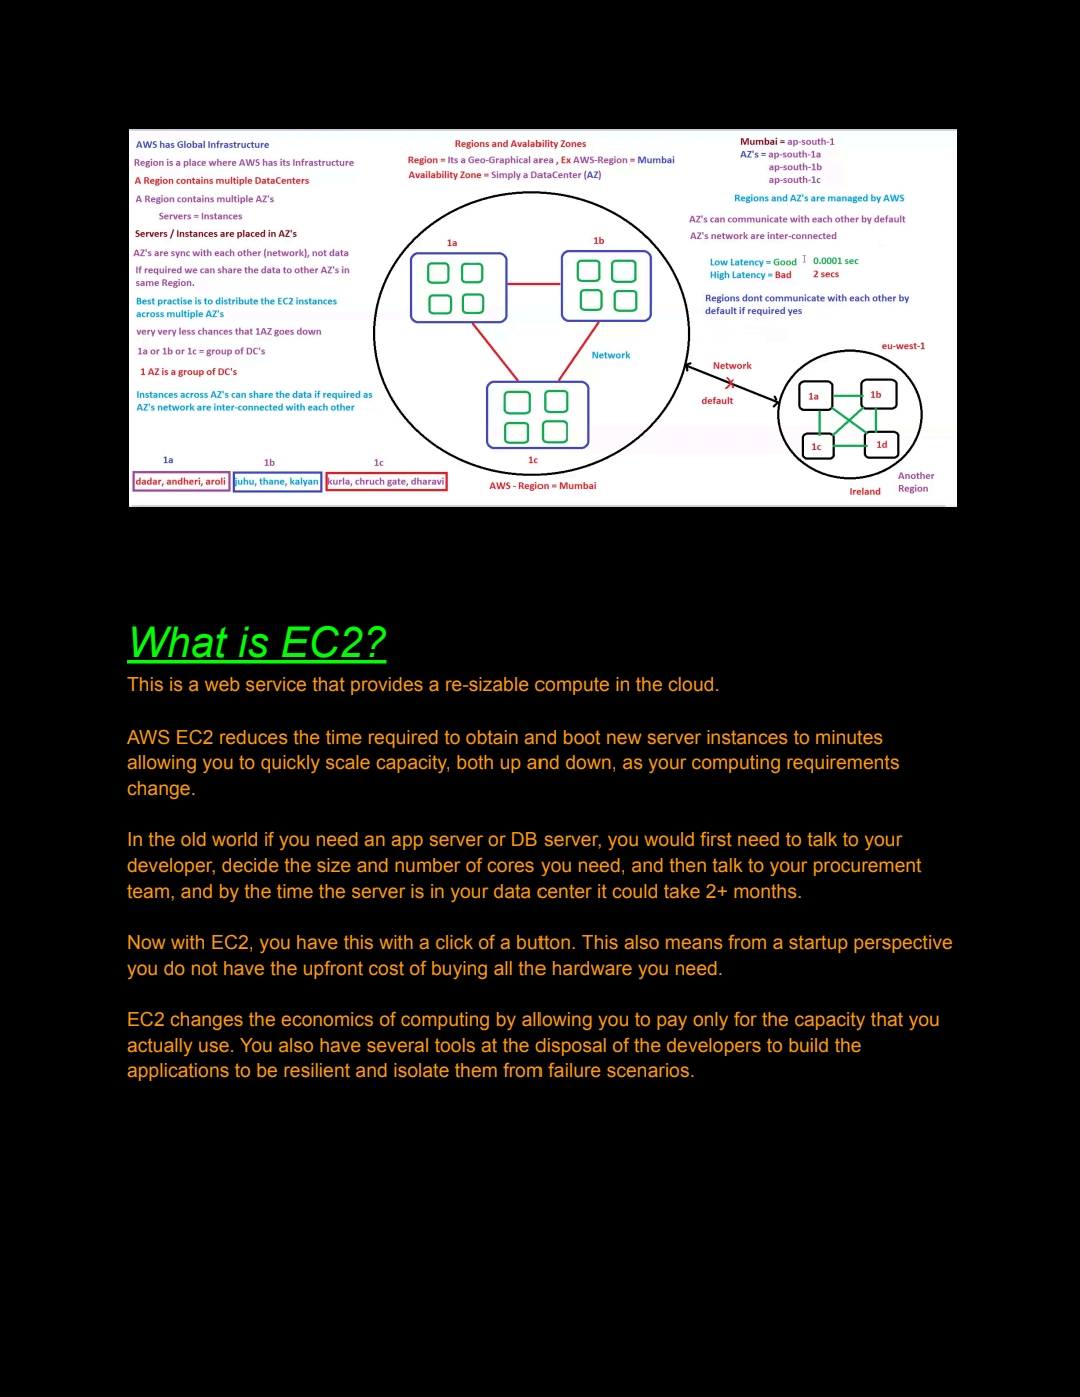 AWS has Global Infrastructure
Region is a place where AWS has its Infrastructure
A Region contains multiple DataCenters
A Region contains multiple AZ's
Servers = Instances
Servers / Instances are placed in AZ's
AZ's are sync with each other (network), not data
If required we can share the data to other AZ's in
same Region.
Best practise is to distribute the EC2 instances
across multiple AZ's
very very less chances that 1AZ goes down
1a or 1b or 1c = group of DC's
1 AZ is a group of DC's
Instances across AZ's can share the data if required as
AZ's network are inter-connected with each other
1a
dadar, andheri, aroli
1b
juhu, thane, kalyan
1c
kurla, chruch gate, dharavi
Regions and Avalability Zones
Region = Its a Geo-Graphical area , Ex AWS-Region = Mumbai
Availability Zone = Simply a DataCenter (AZ)
1a
1b
Network
1c
AWS - Region = Mumbai
Mumbai = ap-south-1
AZ's = ap-south-1a
ap-south-1b
ap-south-1c
Regions and AZ's are managed by AWS
AZ's can communicate with each other by default
AZ's network are inter-connected
Low Latency = Good 0.0001 sec
High Latency = Bad 2 secs
Regions dont communicate with each other by
default if required yes
eu-west-1
Network
default
1a
1b
1c
1d
Ireland
Another
Region
What is EC2?
This is a web service that provides a re-sizable compute in the cloud.
AWS EC2 reduces the time required to obtain and boot new server instances to minutes
allowing you to quickly scale capacity, both up and down, as your computing requirements
change.
In the old world if you need an app server or DB server, you would first need to talk to your
developer, decide the size and number of cores you need, and then talk to your procurement
team, and by the time the server is in your data center it could take 2+ months.
Now with EC2, you have this with a click of a button. This also means from a startup perspective
you do not have the upfront cost of buying all the hardware you need.
EC2 changes the economics of computing by allowing you to pay only for the capacity that you
actually use. You also have several tools at the disposal of the developers to build the
applications to be resilient and isolate them from failure scenarios.